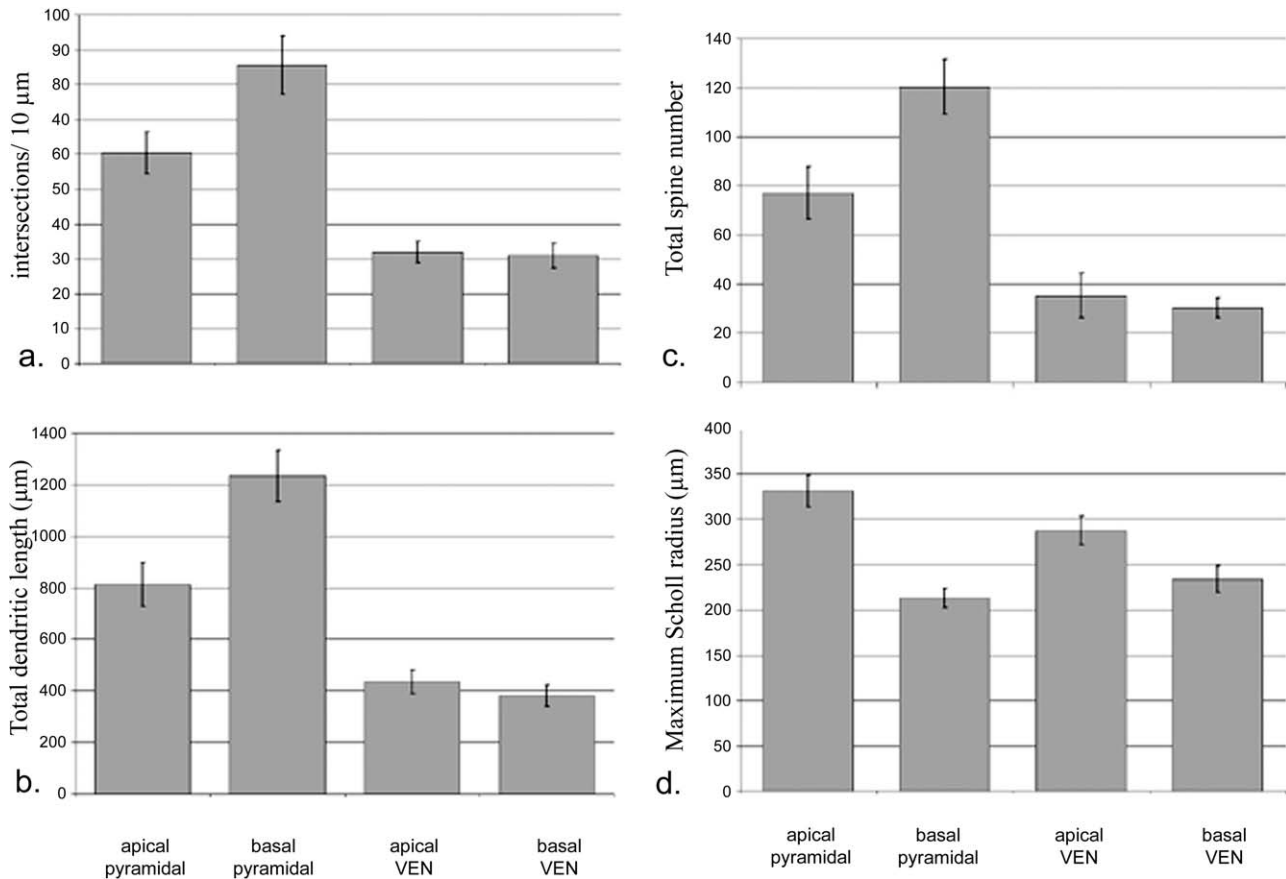 intersections/ 10 µm
100
90
80
40
60
50
40
30
20
10
0
a.
Total spine number
140
120
100
80
60
40
20
0
c.
Total dendritic length (µm)
1400
1200
1000
800
600
400
200
0
b.
Maximum Scholl radius (µm)
400
350
300
250
200
150
100
50
0
d.
apical pyramidal
basal pyramidal
apical VEN
basal VEN
apical pyramidal
basal pyramidal
apical VEN
basal VEN